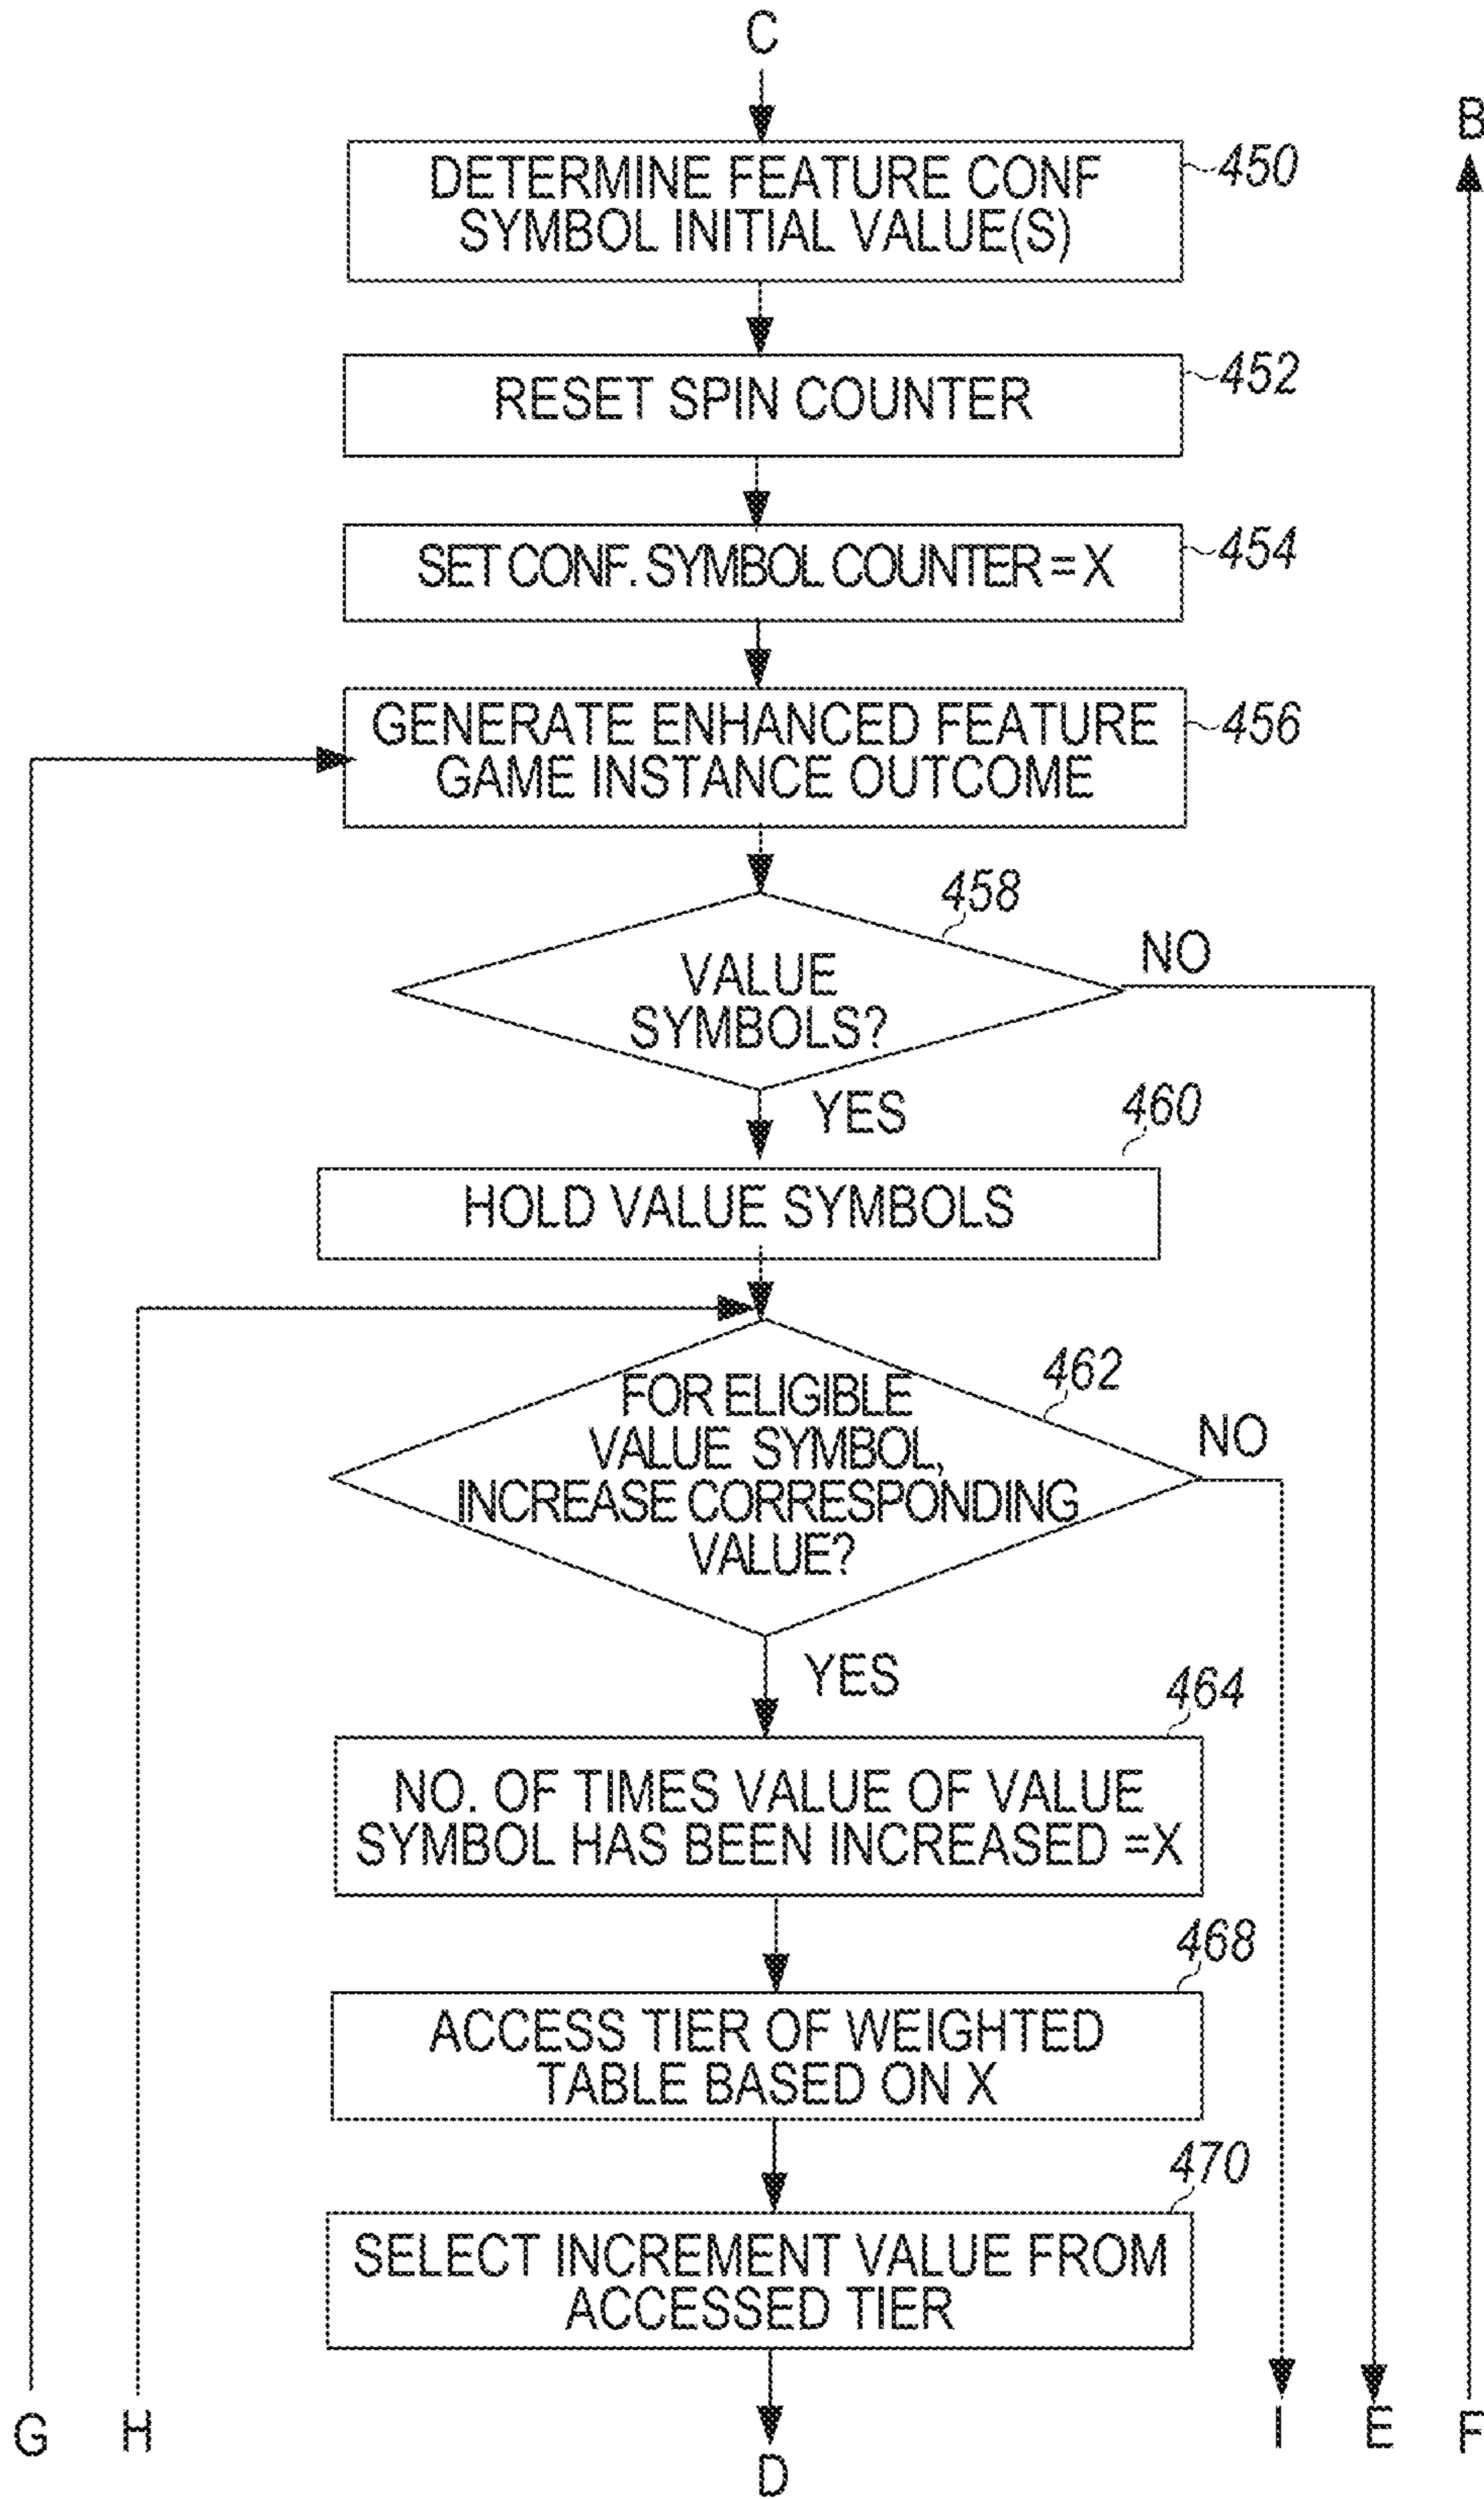 C
B
DETERMINE FEATURE CONF
SYMBOL INITIAL VALUE(S)
450
RESET SPIN COUNTER
452
SET CONF. SYMBOL COUNTER = X
454
GENERATE ENHANCED FEATURE
GAME INSTANCE OUTCOME
456
458
VALUE
SYMBOLS?
NO
YES
460
HOLD VALUE SYMBOLS
462
FOR ELIGIBLE
VALUE SYMBOL,
INCREASE CORRESPONDING
VALUE?
NO
YES
464
NO. OF TIMES VALUE OF VALUE
SYMBOL HAS BEEN INCREASED =X
468
ACCESS TIER OF WEIGHTED
TABLE BASED ON X
470
SELECT INCREMENT VALUE FROM
ACCESSED TIER
G
H
D
I
E
F